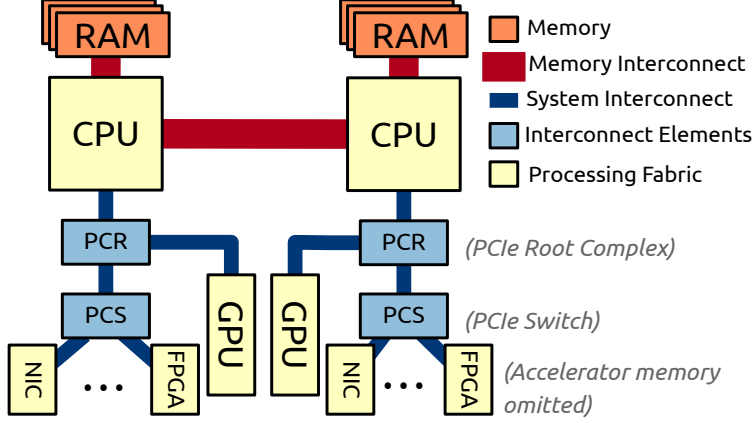 RAM
RAM
Memory
Memory Interconnect
CPU
CPU
System Interconnect
Interconnect Elements
Processing Fabric
PCR
PCR
(PCIe Root Complex)
GPU
GPU
PCS
PCS
(PCIe Switch)
NIC
...
FPGA
NIC
...
FPGA
(Accelerator memory
omitted)